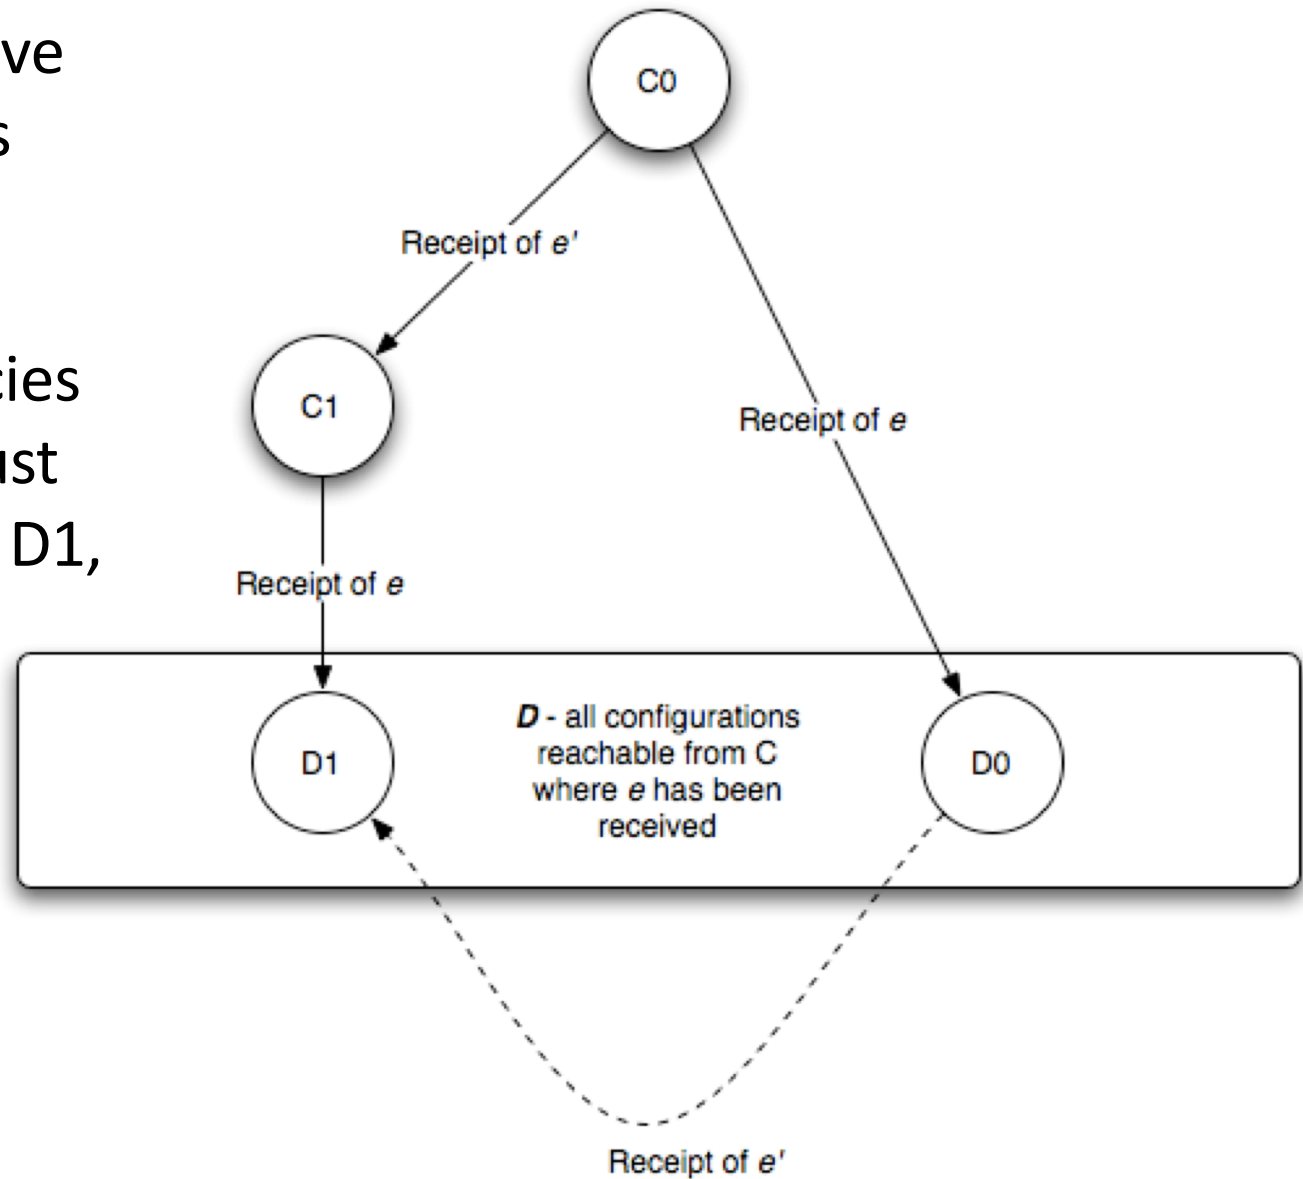 ve
s
cies
ust
D1,
C0
Receipt of e'
C1
Receipt of e
Receipt of e
D1
D - all configurations
reachable from C
where e has been
received
D0
Receipt of e'